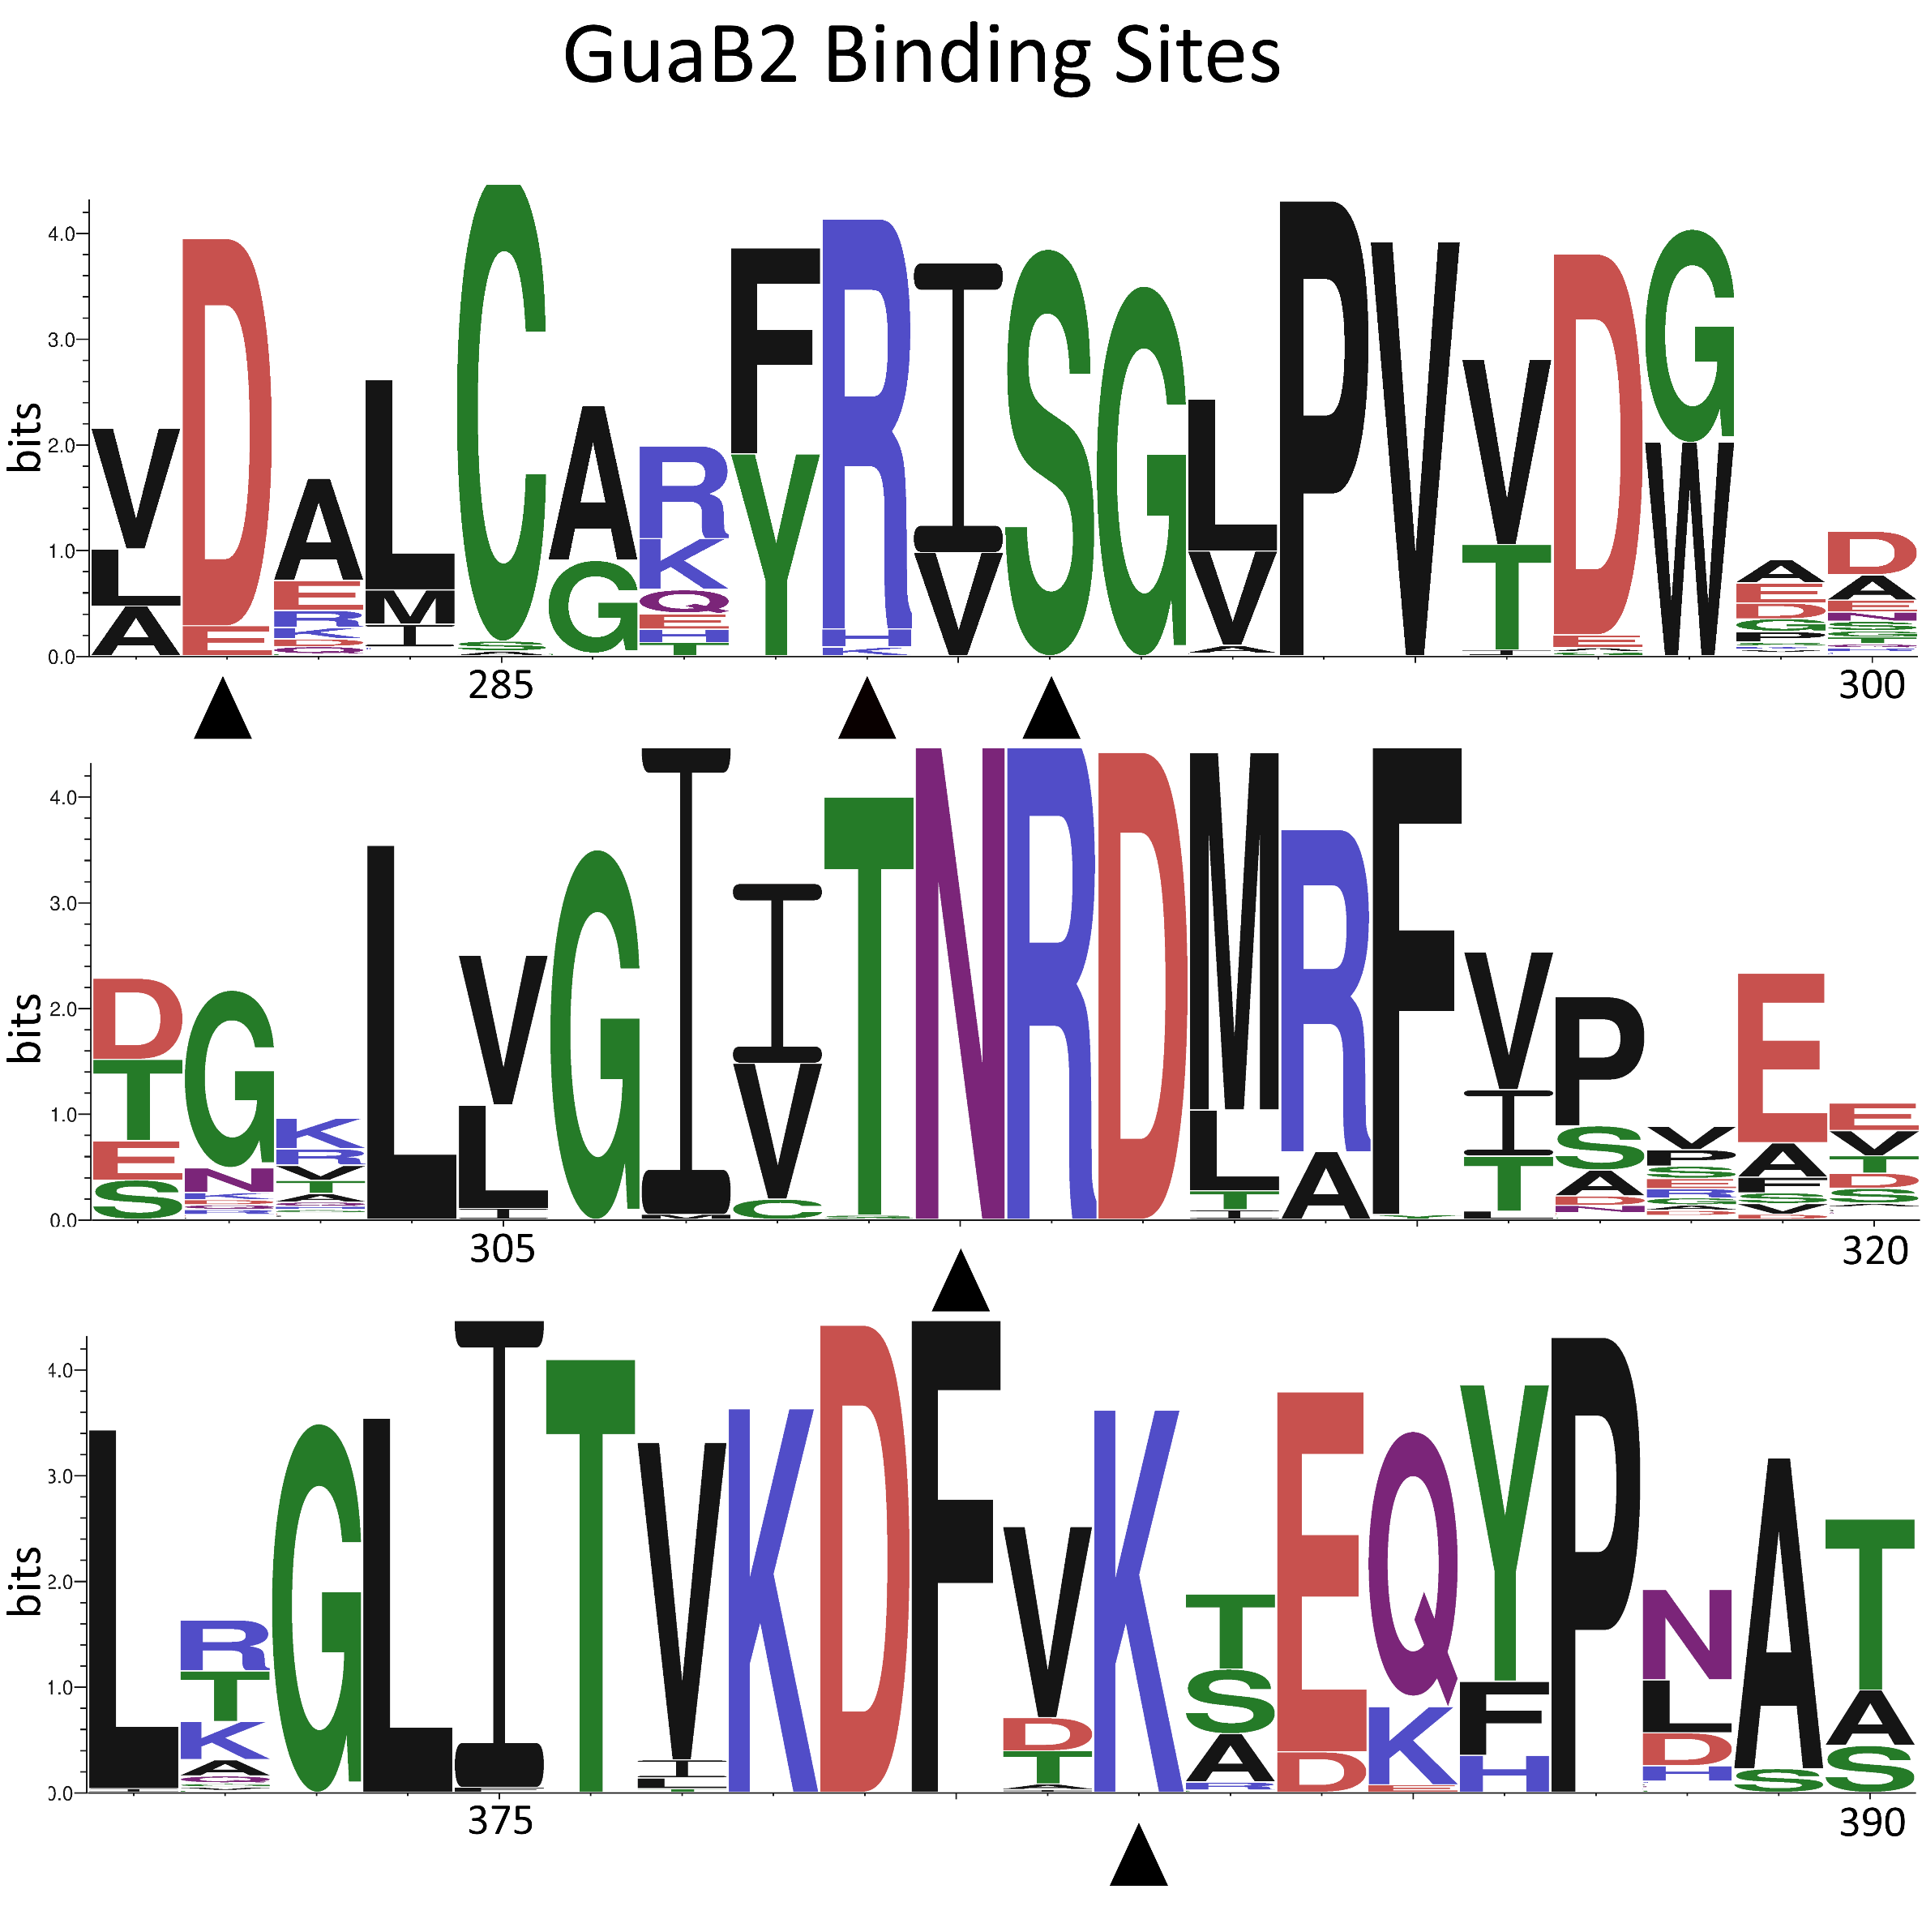 GuaB2 Binding Sites
bits
4.0
3.0
2.0
1.0
0.0
V D A L C A R F R I S G L P V V D G A D
L E E M S G K Y H V V T E W E A
A R I Q K D E
285
300
bits
4.0
3.0
2.0
1.0
0.0
D G K L V G I I T N R D M R F V P V E E
T N R L V L A I S P A V
E V I C T T A S T
S T
305
320
bits
4.0
3.0
2.0
1.0
0.0
L R G L I T V K D F V K T E Q Y P N A T
T I D S D K F L S A
K L T A E H D S
A H
375
390